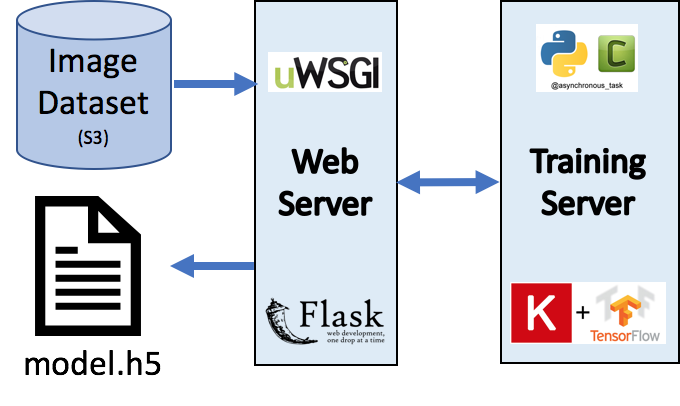 Image
Dataset
(S3)
model.h5
uWSGI
Web
Server
Flask
web development,
one drop at a time
C
@asynchronous_task
Training
Server
K + TF
TensorFlow